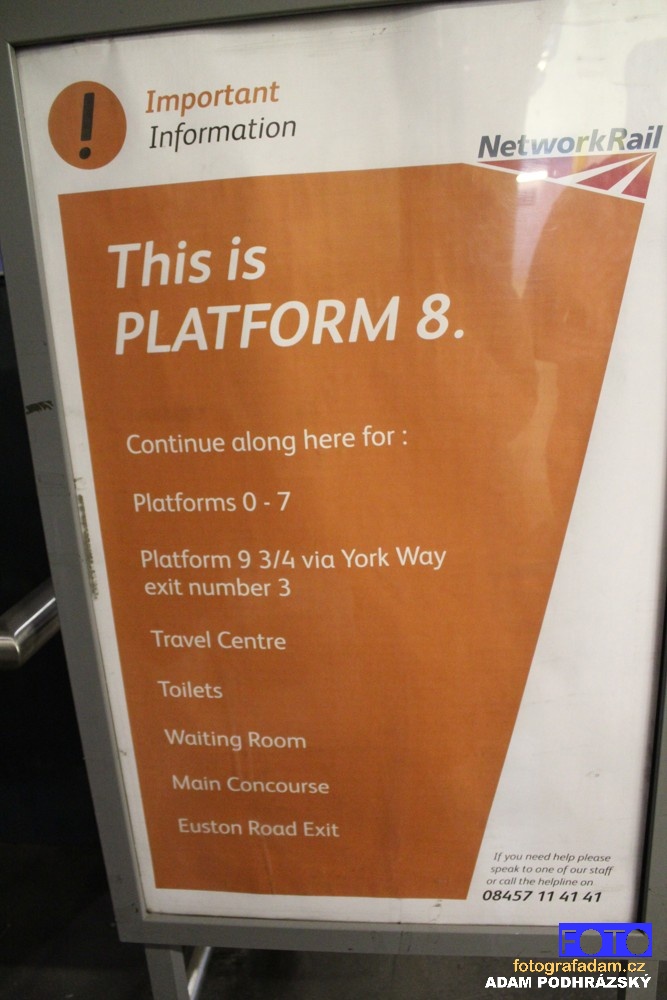 !
Important
Information
NetworkRail
This is
PLATFORM 8.
Continue along here for :
Platforms 0 - 7
Platform 9 3/4 via York Way
exit number 3
Travel Centre
Toilets
Waiting Room
Main Concourse
Euston Road Exit
If you need help please
speak to one of our staff
or call the helpline on
08457 11 41 41
FOTO
fotografadam.cz
ADAM PODHRÁZSKÝ